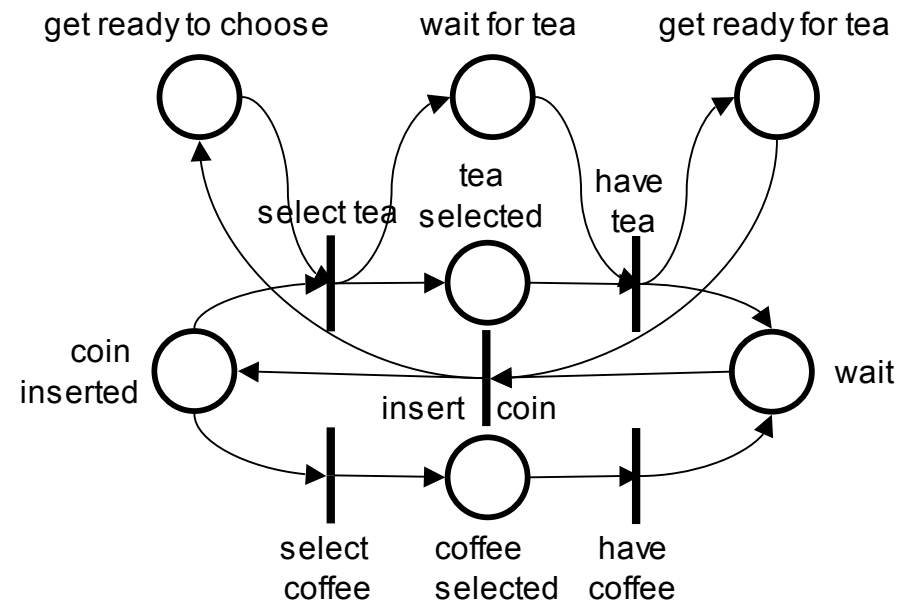 get ready to choose
wait for tea
get ready for tea
tea
selected
have
tea
select tea
coin
inserted
insert coin
wait
select
coffee
coffee
selected
have
coffee